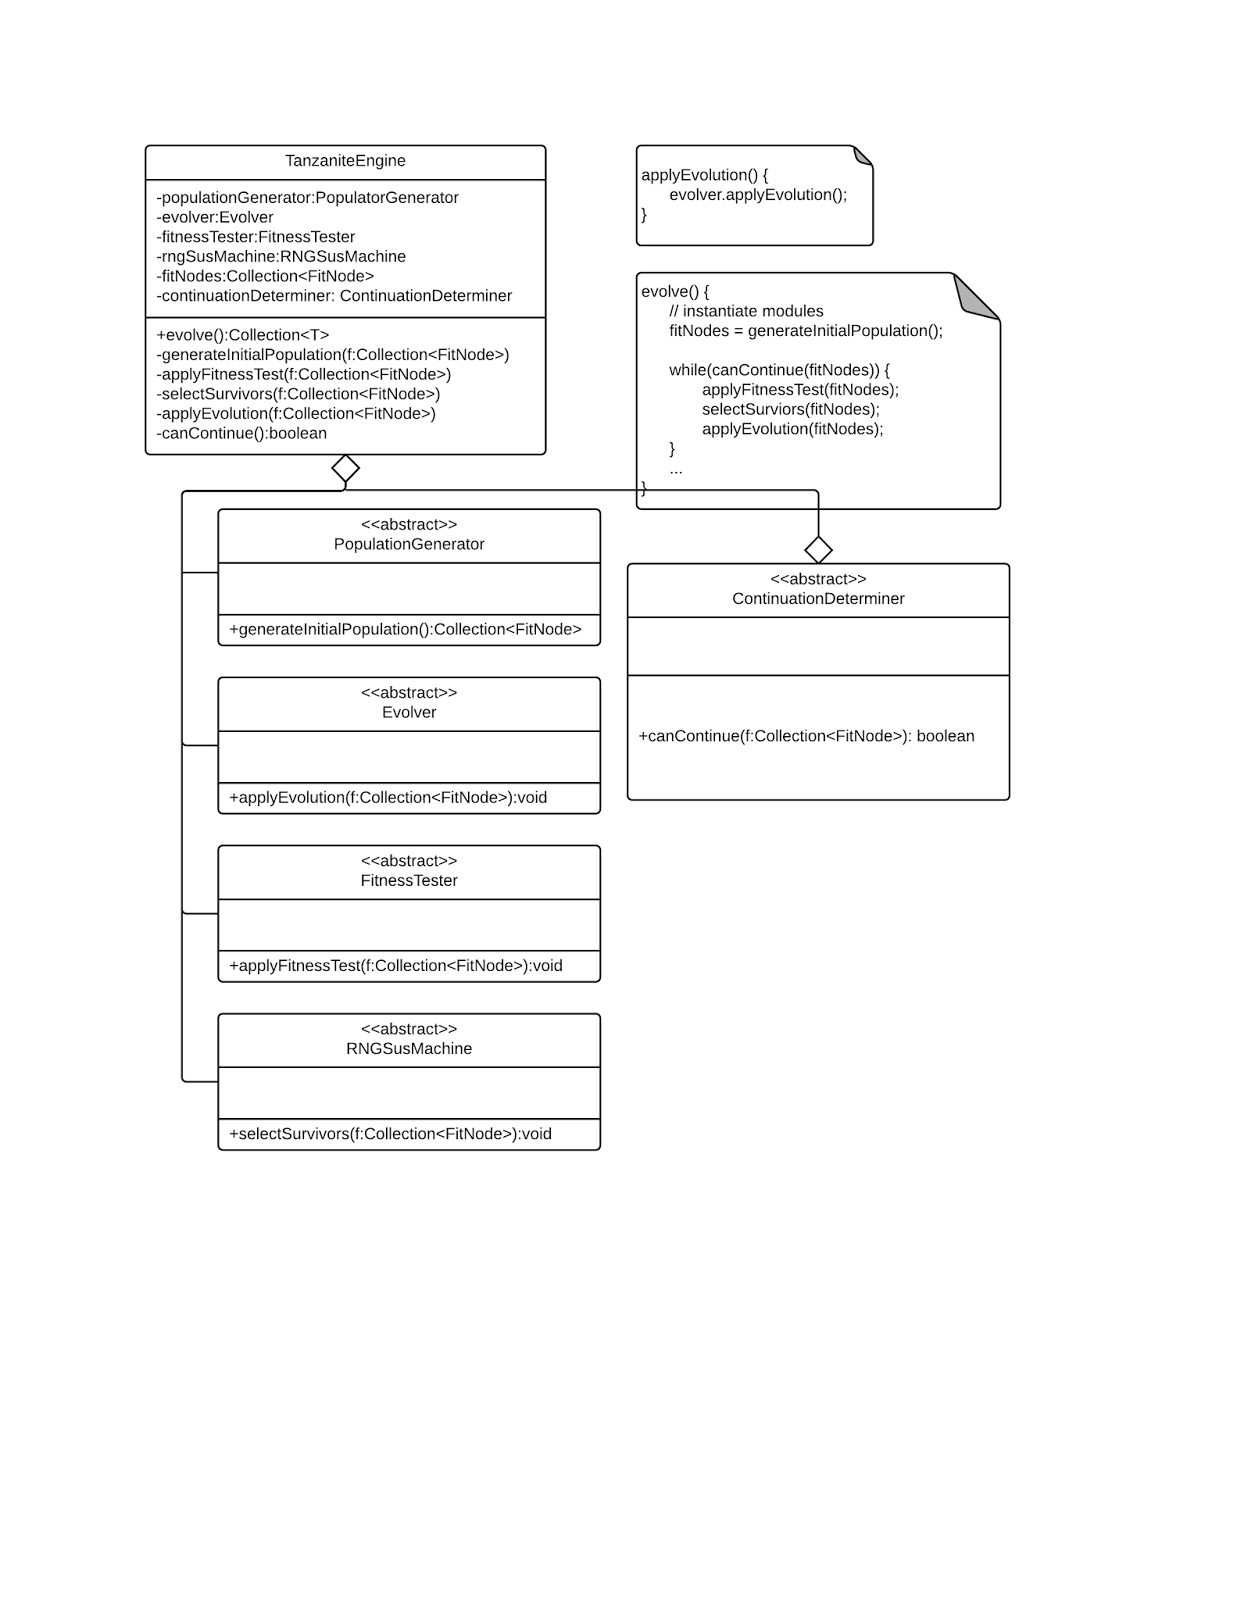 TanzaniteEngine
-populationGenerator:PopulatorGenerator
-evolver:Evolver
-fitnessTester:FitnessTester
-rngSusMachine:RNGSusMachine
-fitNodes:Collection<FitNode>
-continuationDeterminer: ContinuationDeterminer
+evolve():Collection<T>
-generateInitialPopulation(f:Collection<FitNode>)
-applyFitnessTest(f:Collection<FitNode>)
-selectSurvivors(f:Collection<FitNode>)
-applyEvolution(f:Collection<FitNode>)
-canContinue():boolean
applyEvolution() {
evolver.applyEvolution();
}
evolve() {
// instantiate modules
fitNodes = generateInitialPopulation();
while(canContinue(fitNodes)) {
applyFitnessTest(fitNodes);
selectSurviors(fitNodes);
applyEvolution(fitNodes);
}
...
}
<<abstract>>
PopulationGenerator
+generateInitialPopulation():Collection<FitNode>
<<abstract>>
ContinuationDeterminer
+canContinue(f:Collection<FitNode>): boolean
<<abstract>>
Evolver
+applyEvolution(f:Collection<FitNode>):void
<<abstract>>
FitnessTester
+applyFitnessTest(f:Collection<FitNode>):void
<<abstract>>
RNGSusMachine
+selectSurvivors(f:Collection<FitNode>):void